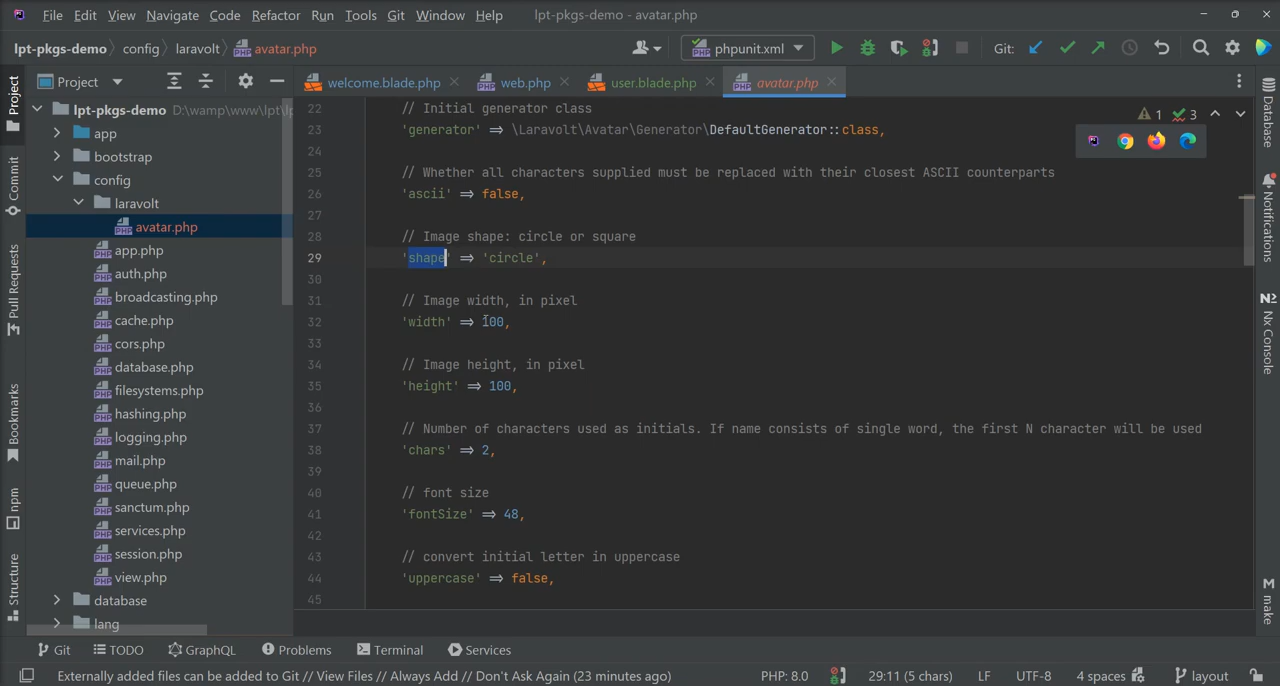 File Edit View Navigate Code Refactor Run Tools Git Window Help lpt-pkgs-demo - avatar.php
lpt-pkgs-demo config laravolt avatar.php phpunit.xml Git:
Project welcome.blade.php web.php user.blade.php avatar.php
lpt-pkgs-demo D:\wamp\www\lpt\
app
bootstrap
config
laravolt
avatar.php
app.php
auth.php
broadcasting.php
cache.php
cors.php
database.php
filesystems.php
hashing.php
logging.php
mail.php
queue.php
sanctum.php
services.php
session.php
view.php
database
lang
22 // Initial generator class
23 'generator' => \Laravolt\Avatar\Generator\DefaultGenerator::class,
24
25 // Whether all characters supplied must be replaced with their closest ASCII counterparts
26 'ascii' => false,
27
28 // Image shape: circle or square
29 'shape' => 'circle',
30
31 // Image width, in pixel
32 'width' => 100,
33
34 // Image height, in pixel
35 'height' => 100,
36
37 // Number of characters used as initials. If name consists of single word, the first N character will be used
38 'chars' => 2,
39
40 // font size
41 'fontSize' => 48,
42
43 // convert initial letter in uppercase
44 'uppercase' => false,
45
1 3
Project
Commit
Pull Requests
Bookmarks
npm
Structure
Database
Notifications
Nx Console
make
Git TODO GraphQL Problems Terminal Services
Externally added files can be added to Git // View Files // Always Add // Don't Ask Again (23 minutes ago) PHP: 8.0 29:11 (5 chars) LF UTF-8 4 spaces layout